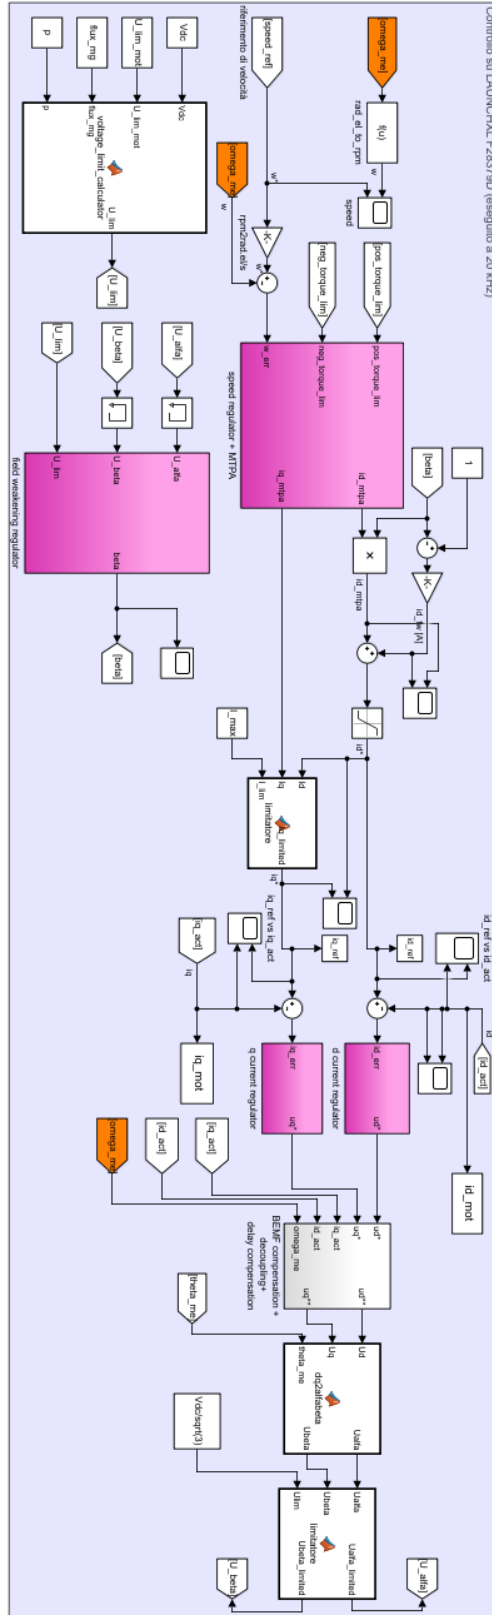 Controllo su LAUNCHXL F28379D (eseguito a 20 kHz)
[omega_me]
f(u)
rad_el_to_rpm
w
speed
[speed_ref]
riferimento di velocità
w*
-K-
rpm2rad.el/s
w*
[omega_me]
w
[pos_torque_lim]
[neg_torque_lim]
pos_torque_lim
neg_torque_lim
w_err
id_mtpa
iq_mtpa
speed regulator + MTPA
1
[beta]
-K-
×
id_mtpa
id_fw [A]
id*
I_max
Id
Iq
I_lim
Iq_limited
limitatore
iq*
id_ref
iq_ref
id_ref vs id_act
iq_ref vs iq_act
[iq_act]
iq
iq_mot
id
[id_act]
id_mot
id_err
ud*
d current regulator
iq_err
uq*
q current regulator
[iq_act]
[id_act]
[omega_me]
ud*
uq*
iq_act
id_act
omega_me
ud**
uq**
BEMF compensation +
decoupling+
delay compensation
[theta_me]
Ud
Uq
theta_me
Ualfa
Ubeta
dq2alfabeta
Vdc/sqrt(3)
Ualfa
Ubeta
Ulim
Ualfa_limited
Ubeta_limited
limitatore
[U_alfa]
[U_beta]
Vdc
U_lim_mot
flux_mg
p
Vdc
U_lim_mot
flux_mg
p
U_lim
voltage_limit_calculator
[U_lim]
[U_alfa]
[U_beta]
[U_lim]
U_alfa
U_beta
U_lim
beta
field weakening regulator
[beta]